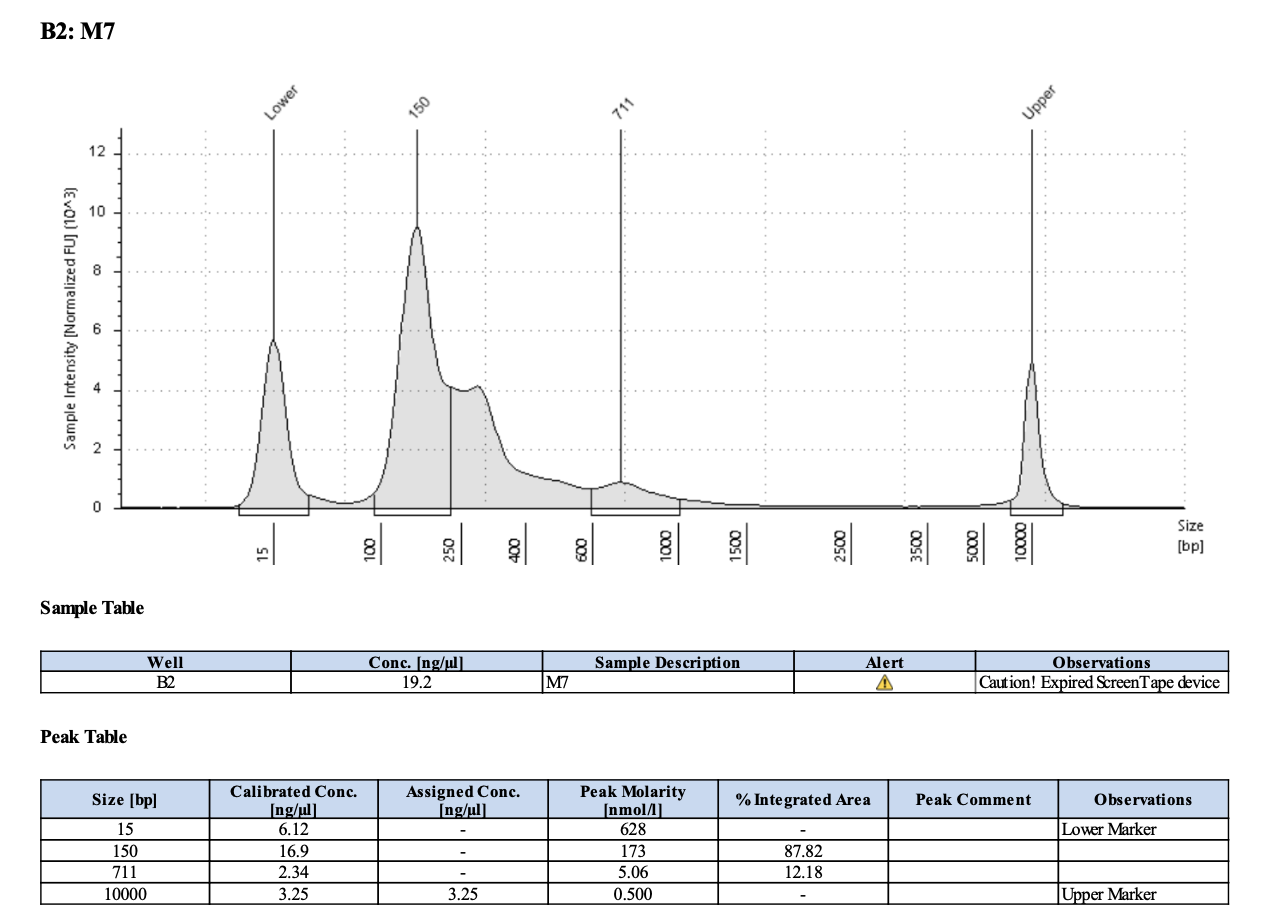 B2: M7
Lower
150
711
Upper
Sample Intensity [Normalized FU] (10^3)
12
10
8
6
4
2
0
15
100
250
400
600
1000
1500
2500
3500
5000
10000
Size
[bp]
Sample Table
Well Conc. [ng/µl] Sample Description Alert Observations
B2 19.2 M7 Caution! Expired ScreenTape device
Peak Table
Size [bp] Calibrated Conc. [ng/µl] Assigned Conc. [ng/µl] Peak Molarity [nmol/l] % Integrated Area Peak Comment Observations
15 6.12 - 628 - Lower Marker
150 16.9 - 173 87.82
711 2.34 - 5.06 12.18
10000 3.25 3.25 0.500 - Upper Marker